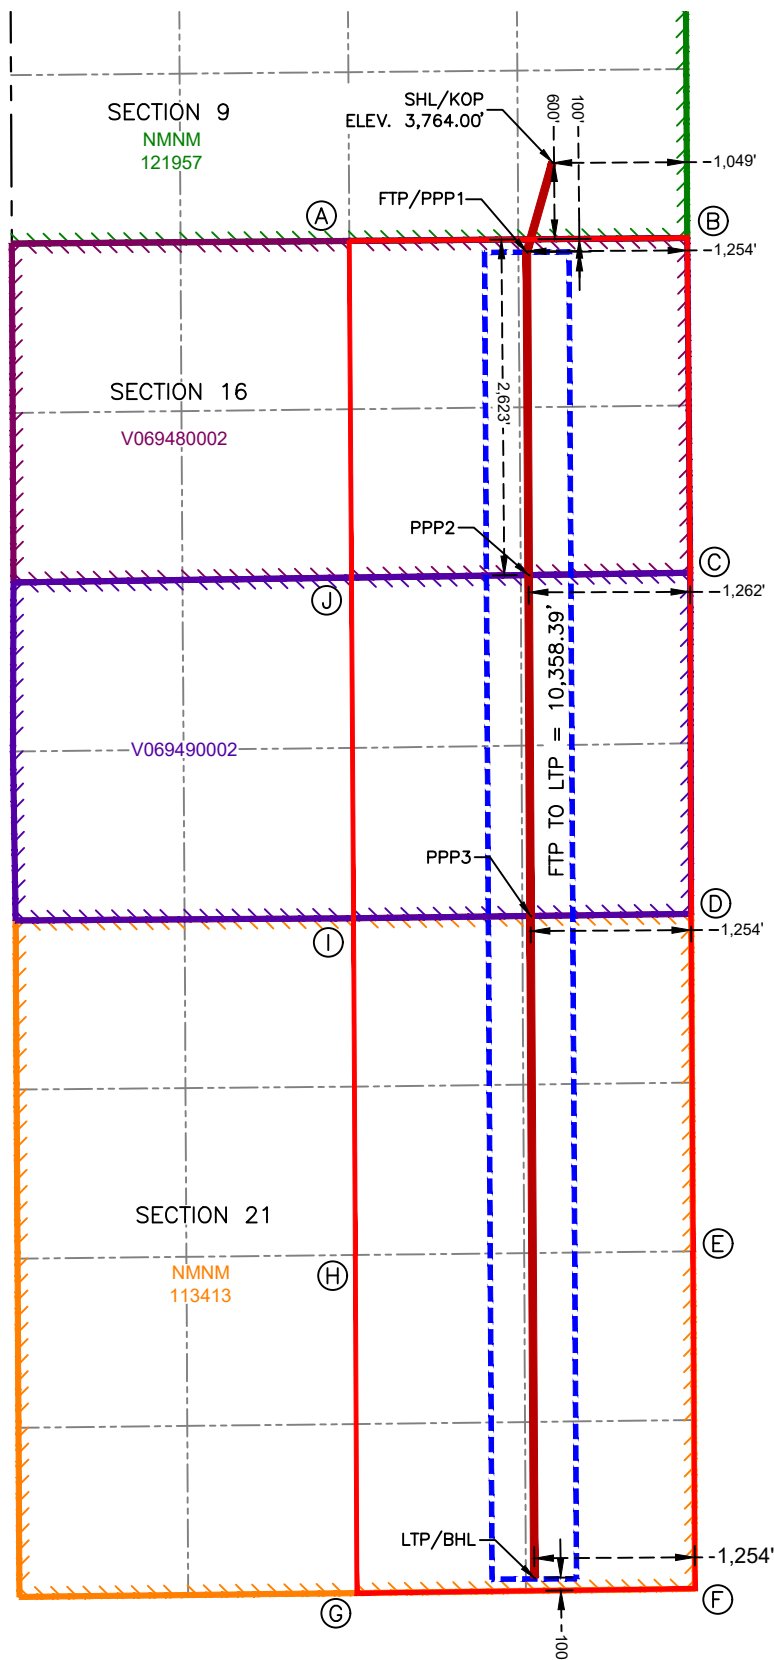 SHL/KOP
ELEV. 3,764.00'
600'
100'
SECTION 9
NMNM
121957
1,049'
FTP/PPP1
A
B
1,254'
SECTION 16
V069480002
2,623'
PPP2
C
J
1,262'
FTP TO LTP = 10,358.39'
V069490002
PPP3
D
I
1,254'
SECTION 21
E
NMNM
113413
H
LTP/BHL
1,254'
G
F
100